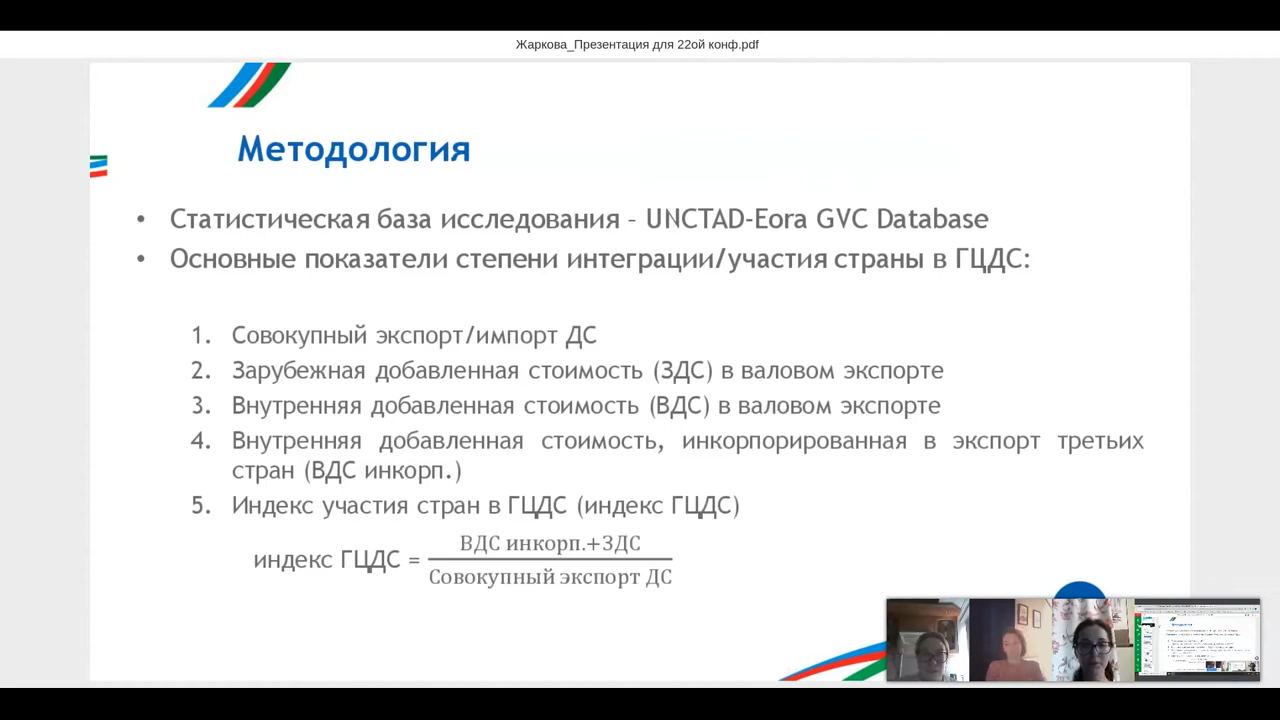 Жаркова_Презентация для 22ой конф.pdf
Методология
• Статистическая база исследования – UNCTAD-Eora GVC Database
• Основные показатели степени интеграции/участия страны в ГЦДС:
1. Совокупный экспорт/импорт ДС
2. Зарубежная добавленная стоимость (ЗДС) в валовом экспорте
3. Внутренняя добавленная стоимость (ВДС) в валовом экспорте
4. Внутренняя добавленная стоимость, инкорпорированная в экспорт третьих
стран (ВДС инкорп.)
5. Индекс участия стран в ГЦДС (индекс ГЦДС)
ВДС инкорп.+ЗДС
индекс ГЦДС =
Совокупный экспорт ДС
Методология